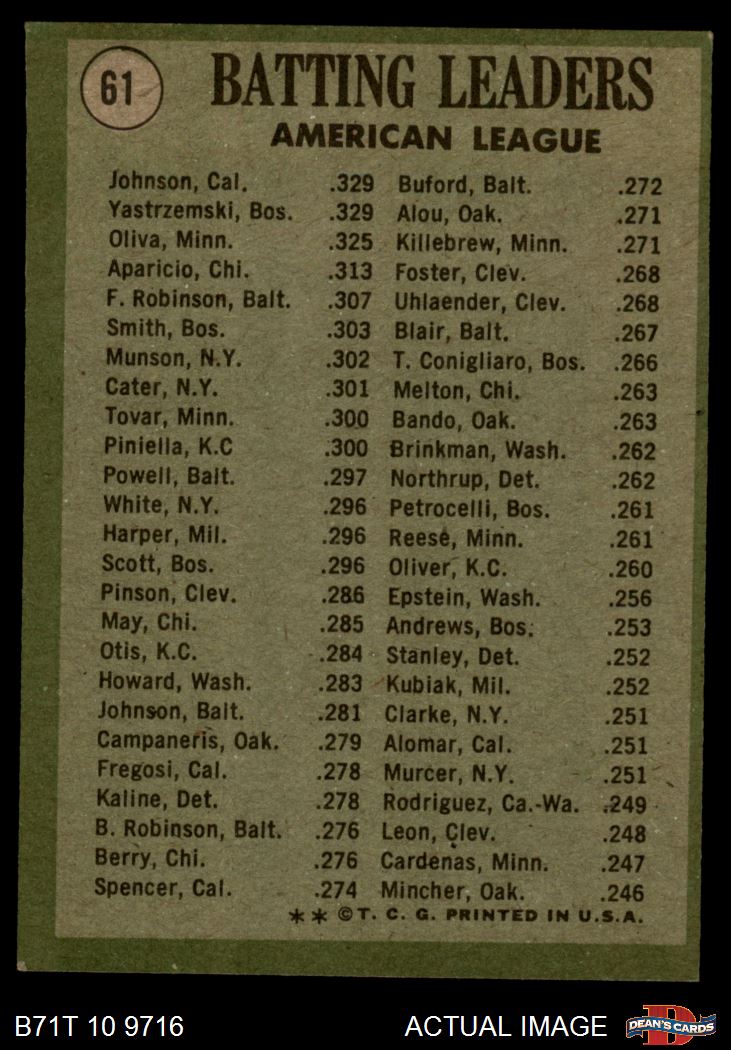 61
BATTING LEADERS
AMERICAN LEAGUE
Johnson, Cal. .329
Yastrzemski, Bos. .329
Oliva, Minn. .325
Aparicio, Chi. .313
F. Robinson, Balt. .307
Smith, Bos. .303
Munson, N.Y. .302
Cater, N.Y. .301
Tovar, Minn. .300
Piniella, K.C .300
Powell, Balt. .297
White, N.Y. .296
Harper, Mil. .296
Scott, Bos. .296
Pinson, Clev. .286
May, Chi. .285
Otis, K.C. .284
Howard, Wash. .283
Johnson, Balt. .281
Campaneris, Oak. .279
Fregosi, Cal. .278
Kaline, Det. .278
B. Robinson, Balt. .276
Berry, Chi. .276
Spencer, Cal. .274
Buford, Balt. .272
Alou, Oak. .271
Killebrew, Minn. .271
Foster, Clev. .268
Uhlaender, Clev. .268
Blair, Balt. .267
T. Conigliaro, Bos. .266
Melton, Chi. .263
Bando, Oak. .263
Brinkman, Wash. .262
Northrup, Det. .262
Petrocelli, Bos. .261
Reese, Minn. .261
Oliver, K.C. .260
Epstein, Wash. .256
Andrews, Bos. .253
Stanley, Det. .252
Kubiak, Mil. .252
Clarke, N.Y. .251
Alomar, Cal. .251
Murcer, N.Y. .251
Rodriguez, Ca.-Wa. .249
Leon, Clev. .248
Cardenas, Minn. .247
Mincher, Oak. .246
** ©T. C. G. PRINTED IN U.S.A.
B71T 10 9716 ACTUAL IMAGE D DEAN'S CARDS